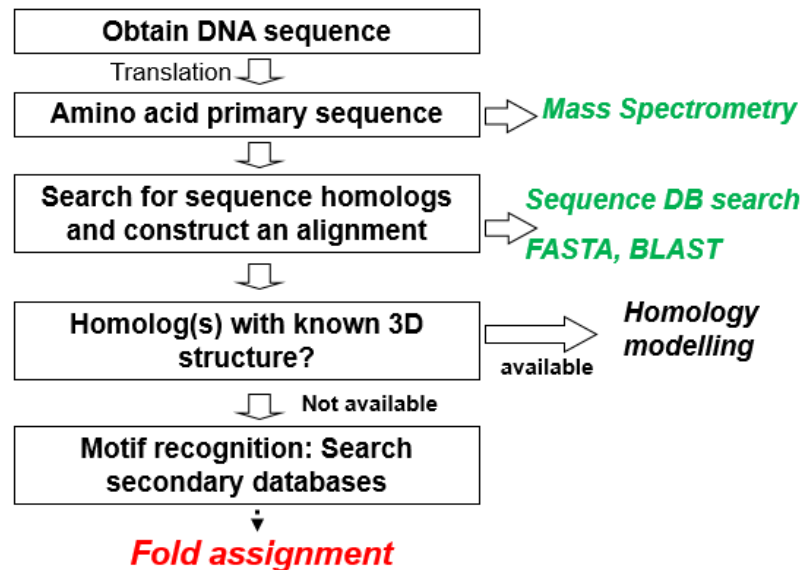 Obtain DNA sequence
Translation
Amino acid primary sequence
Mass Spectrometry
Search for sequence homologs
and construct an alignment
Sequence DB search
FASTA, BLAST
Homolog(s) with known 3D
structure?
available
Homology
modelling
Not available
Motif recognition: Search
secondary databases
Fold assignment